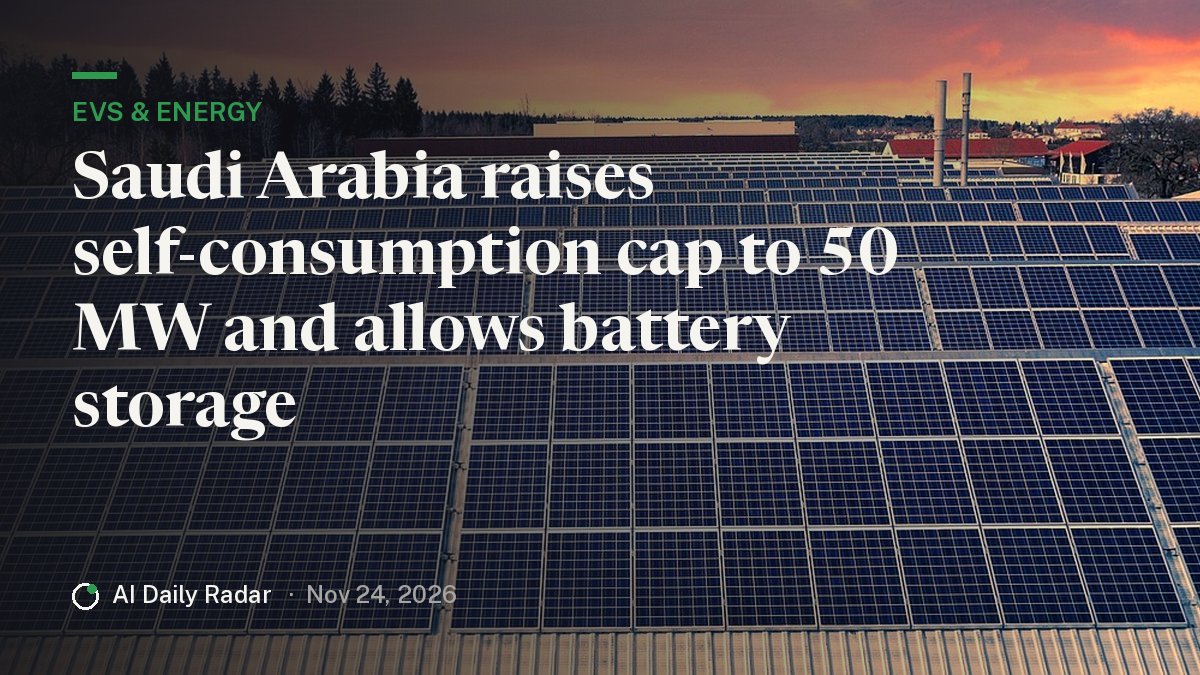 EVS & ENERGY
Saudi Arabia raises
self-consumption cap to 50
MW and allows battery
storage
AI Daily Radar · Nov 24, 2026